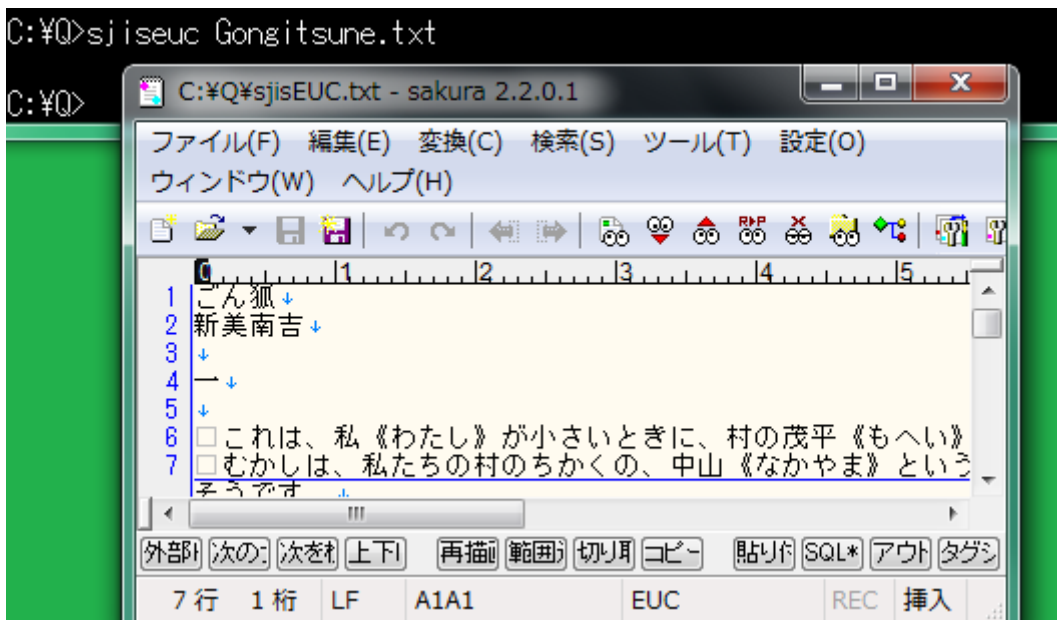 C:¥Q>sjiseuc Gongitsune.txt
C:¥Q>
C:¥Q¥sjisEUC.txt - sakura 2.2.0.1
ファイル(F) 編集(E) 変換(C) 検索(S) ツール(T) 設定(O)
ウィンドウ(W) ヘルプ(H)
0 1 2 3 4 5
1 ごん狐↓
2 新美南吉↓
3 ↓
4 一↓
5 ↓
6 □これは、私《わたし》が小さいときに、村の茂平《もへい》
7 □むかしは、私たちの村のちかくの、中山《なかやま》という
そうです。↓
外部 次の 次を 上下 再描 範囲 切り コピー 貼り SQL* アウト タグ
7 行 1 桁 LF A1A1 EUC REC 挿入